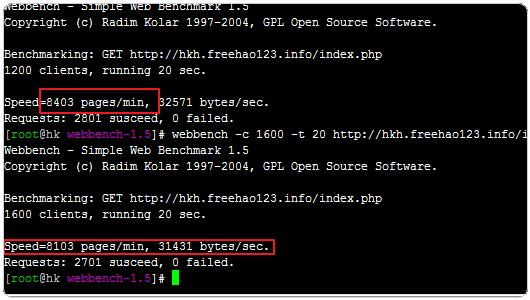 Webbench - Simple Web Benchmark 1.5
Copyright (c) Radim Kolar 1997-2004, GPL Open Source Software.
Benchmarking: GET http://hkh.freehao123.info/index.php
1200 clients, running 20 sec.
Speed=8403 pages/min, 32571 bytes/sec.
Requests: 2801 susceed, 0 failed.
[root@hk webbench-1.5]# webbench -c 1600 -t 20 http://hkh.freehao123.info/i
Webbench - Simple Web Benchmark 1.5
Copyright (c) Radim Kolar 1997-2004, GPL Open Source Software.
Benchmarking: GET http://hkh.freehao123.info/index.php
1600 clients, running 20 sec.
Speed=8103 pages/min, 31431 bytes/sec.
Requests: 2701 susceed, 0 failed.
[root@hk webbench-1.5]#